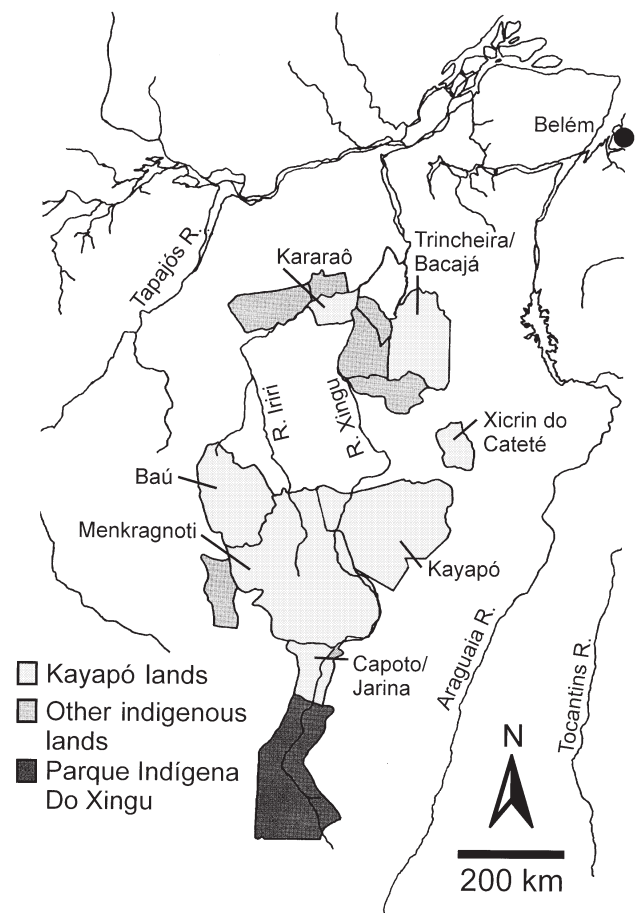 Belém
Tapajós R.
Kararaô
Trincheira/
Bacajá
R. Iriri
R. Xingu
Xicrin do
Cateté
Baú
Menkragnoti
Kayapó
Capoto/
Jarina
Araguaia R.
Tocantins R.
Kayapó lands
Other indigenous
lands
Parque Indígena
Do Xingu
N
200 km